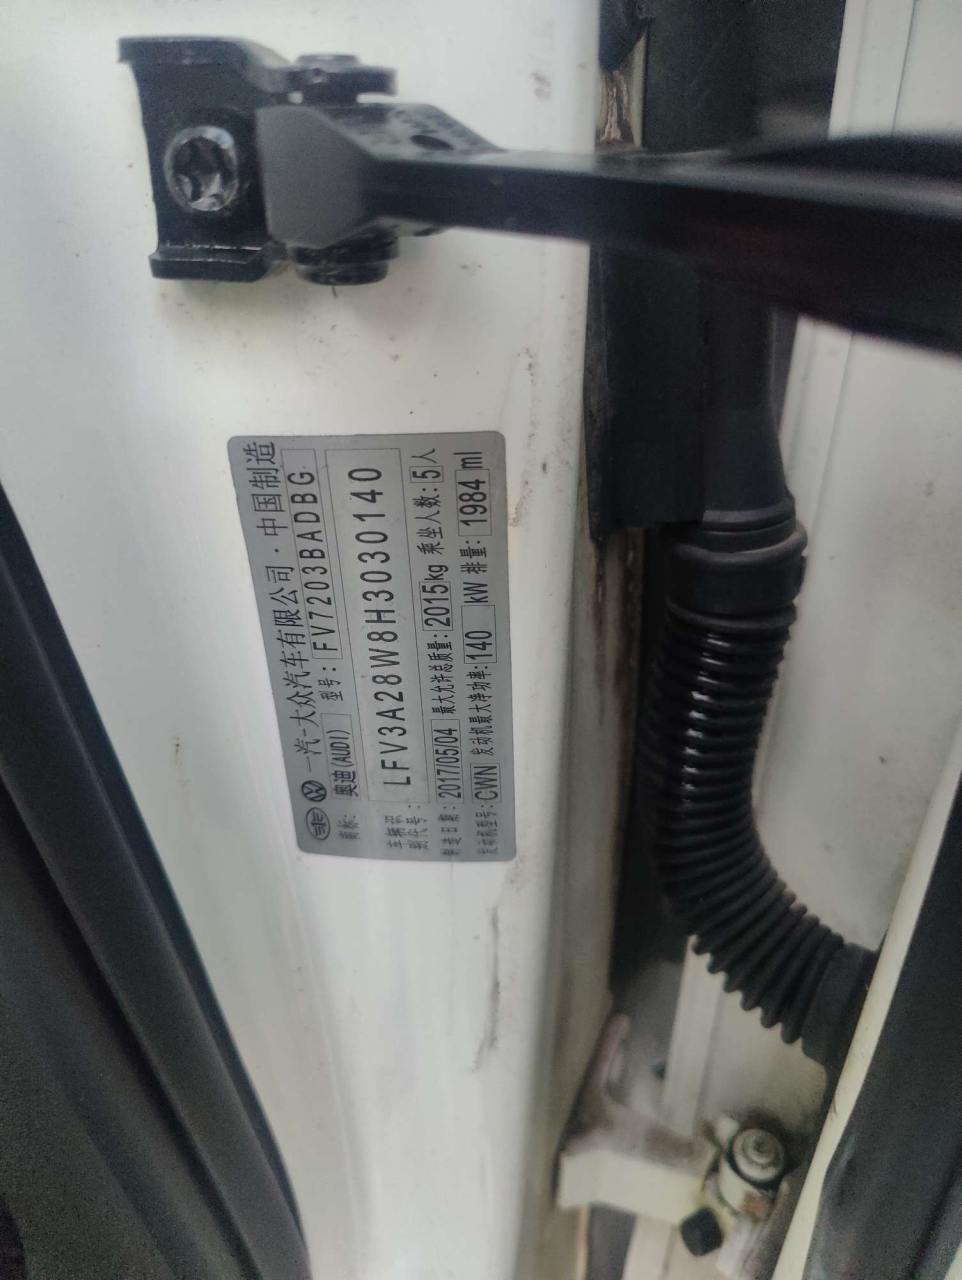 一汽-大众汽车有限公司·中国制造
商标: 奥迪(AUDI) 型号: FV7203BADBG
车辆识别代号: LFV3A28W8H3030140
制造日期: 2017/05/04 最大允许总质量: 2015kg 乘坐人数: 5人
发动机型号: CWN 发动机最大净功率: 140 kW 排量: 1984 ml